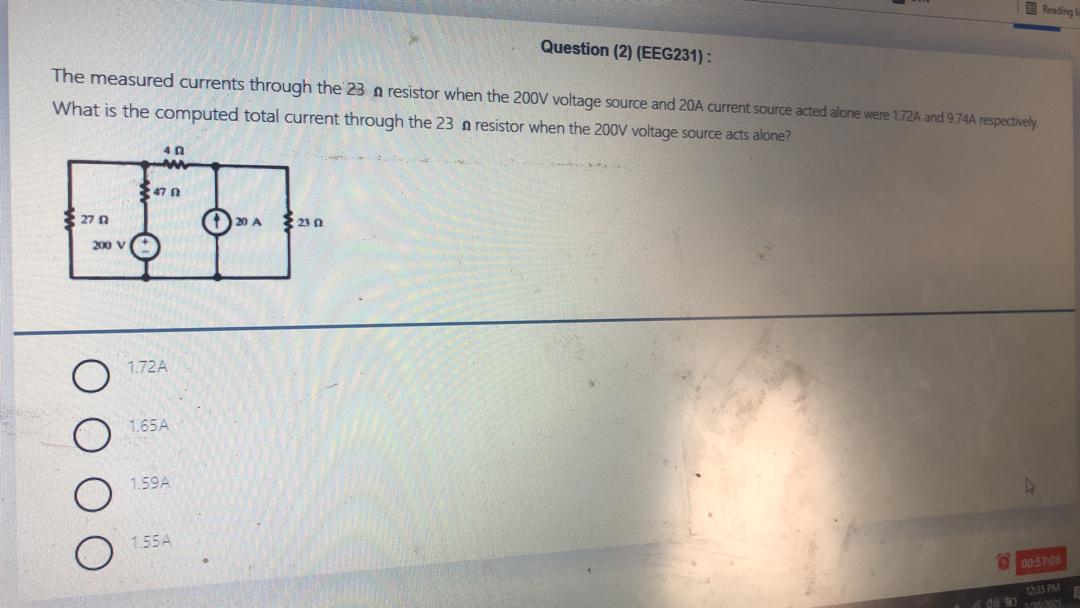 Reading li
Question (2) (EEG231) :
The measured currents through the 23 Ω resistor when the 200V voltage source and 20A current source acted alone were 1.72A and 9.74A respectively.
What is the computed total current through the 23 Ω resistor when the 200V voltage source acts alone?
4 Ω
47 Ω
27 Ω
20 A
23 Ω
200 V
1.72A
1.65A
1.59A
1.55A
00:57:08
12:35 PM